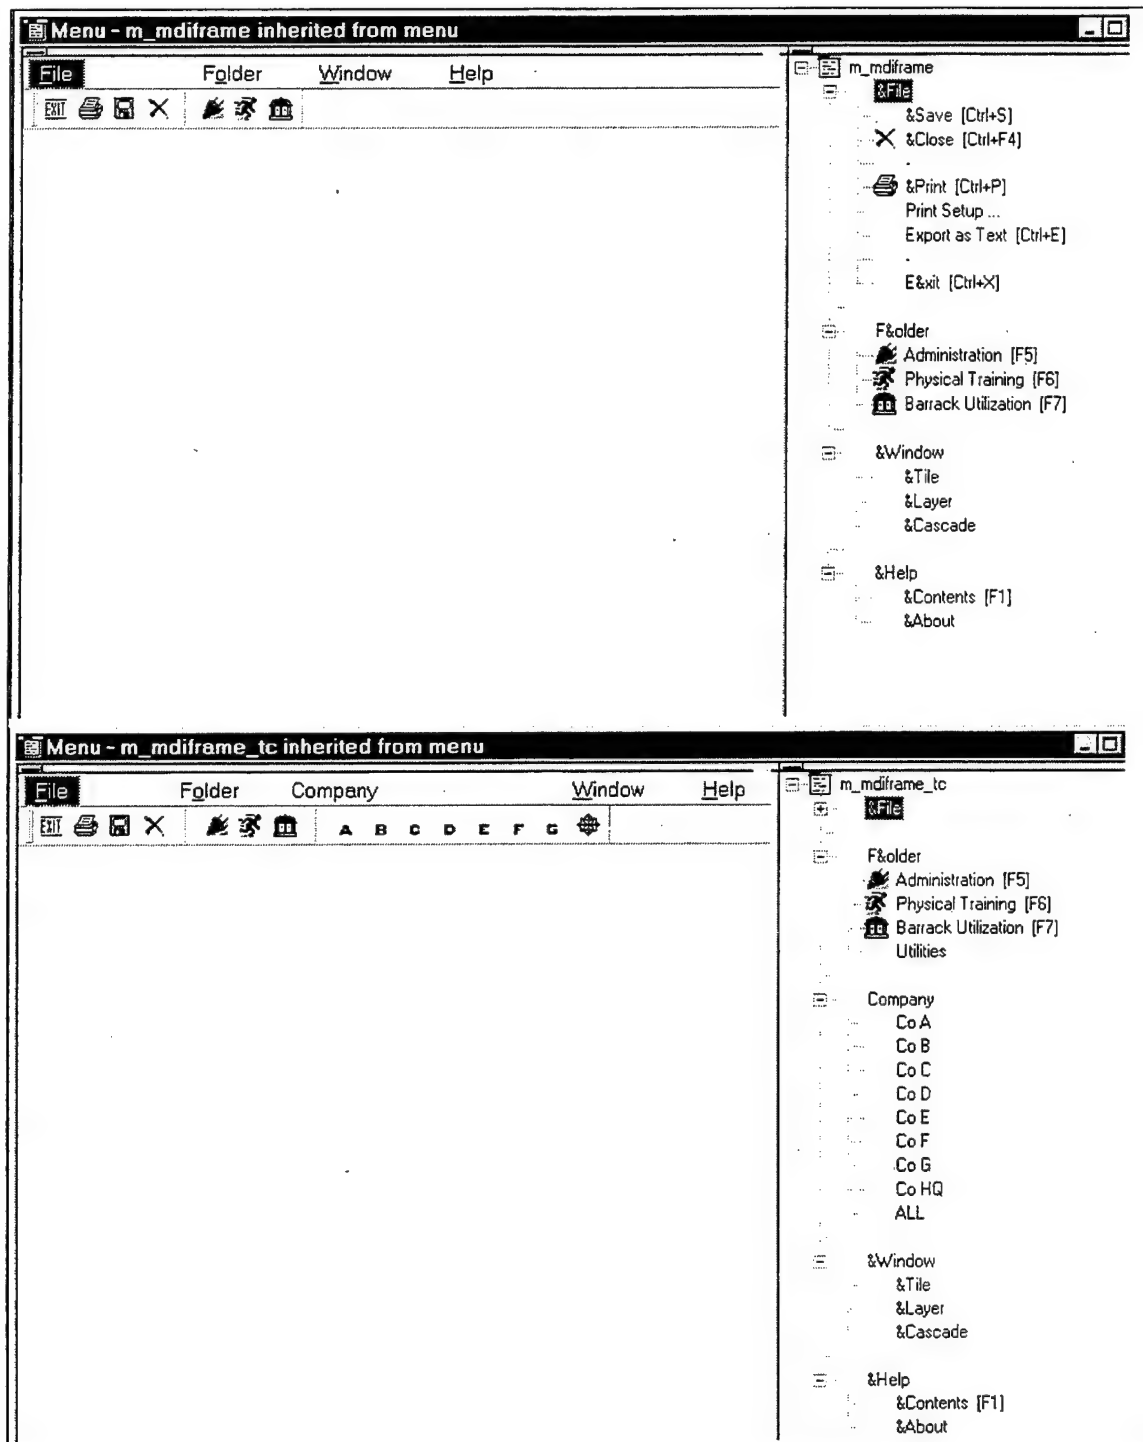 Menu - m_mdiframe inherited from menu
File Folder Window Help
EXIT
m_mdiframe
&File
&Save [Ctrl+S]
&Close [Ctrl+F4]
-
&Print [Ctrl+P]
Print Setup ...
Export as Text [Ctrl+E]
-
E&xit [Ctrl+X]
F&older
Administration [F5]
Physical Training [F6]
Barrack Utilization [F7]
&Window
&Tile
&Layer
&Cascade
&Help
&Contents [F1]
&About
Menu - m_mdiframe_tc inherited from menu
File Folder Company Window Help
EXIT A B C D E F G
m_mdiframe_tc
&File
F&older
Administration [F5]
Physical Training [F6]
Barrack Utilization [F7]
Utilities
Company
Co A
Co B
Co C
Co D
Co E
Co F
Co G
Co HQ
ALL
&Window
&Tile
&Layer
&Cascade
&Help
&Contents [F1]
&About